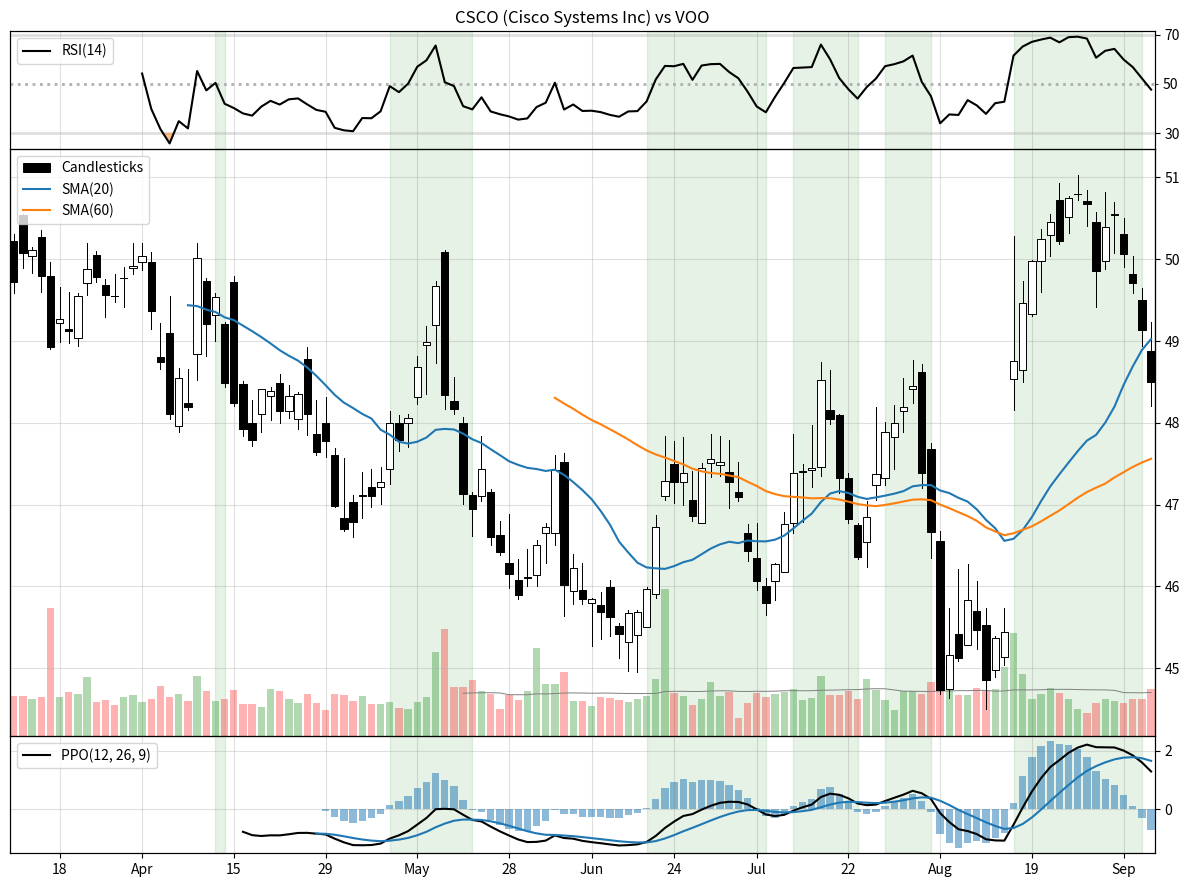 CSCO (Cisco Systems Inc) vs VOO
RSI(14)
70
50
30
Candlesticks
SMA(20)
SMA(60)
51
50
49
48
47
46
45
PPO(12, 26, 9)
2
0
18 Apr 15 29 May 28 Jun 24 Jul 22 Aug 19 Sep